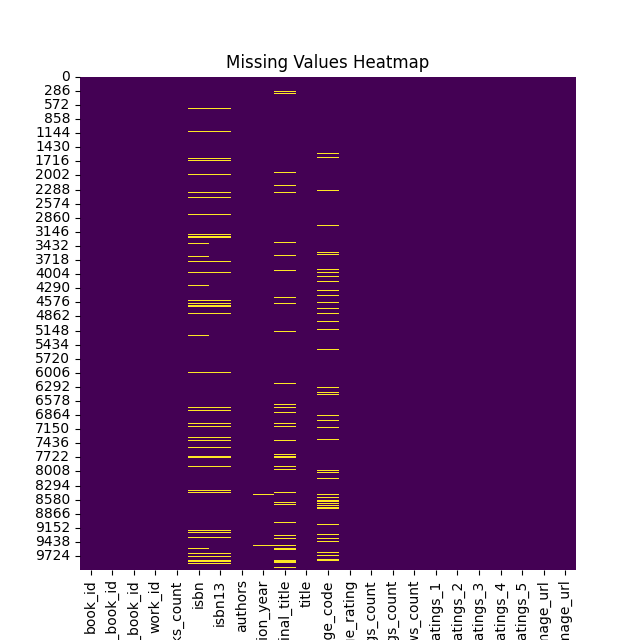 Missing Values Heatmap
0
286
572
858
1144
1430
1716
2002
2288
2574
2860
3146
3432
3718
4004
4290
4576
4862
5148
5434
5720
6006
6292
6578
6864
7150
7436
7722
8008
8294
8580
8866
9152
9438
9724
book_id
_book_id
_book_id
work_id
ks_count
isbn
isbn13
authors
ion_year
inal_title
title
ge_code
e_rating
gs_count
gs_count
ws_count
atings_1
atings_2
atings_3
atings_4
atings_5
mage_url
mage_url